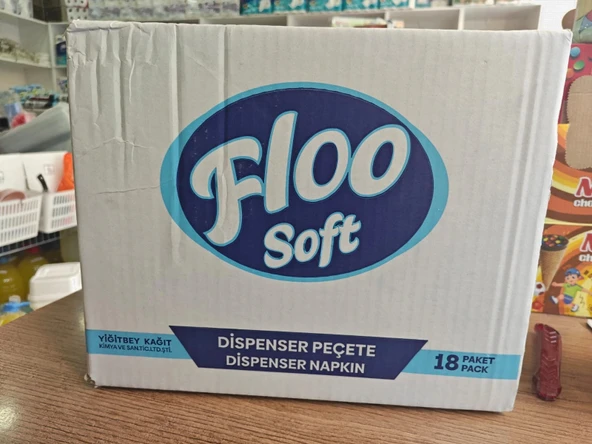 Floo
Soft
YİĞİTBEY KAĞIT
KİMYA VE SAN.TİC.LTD.ŞTİ.
DİSPENSER PEÇETE
DİSPENSER NAPKIN
18 PAKET
PACK